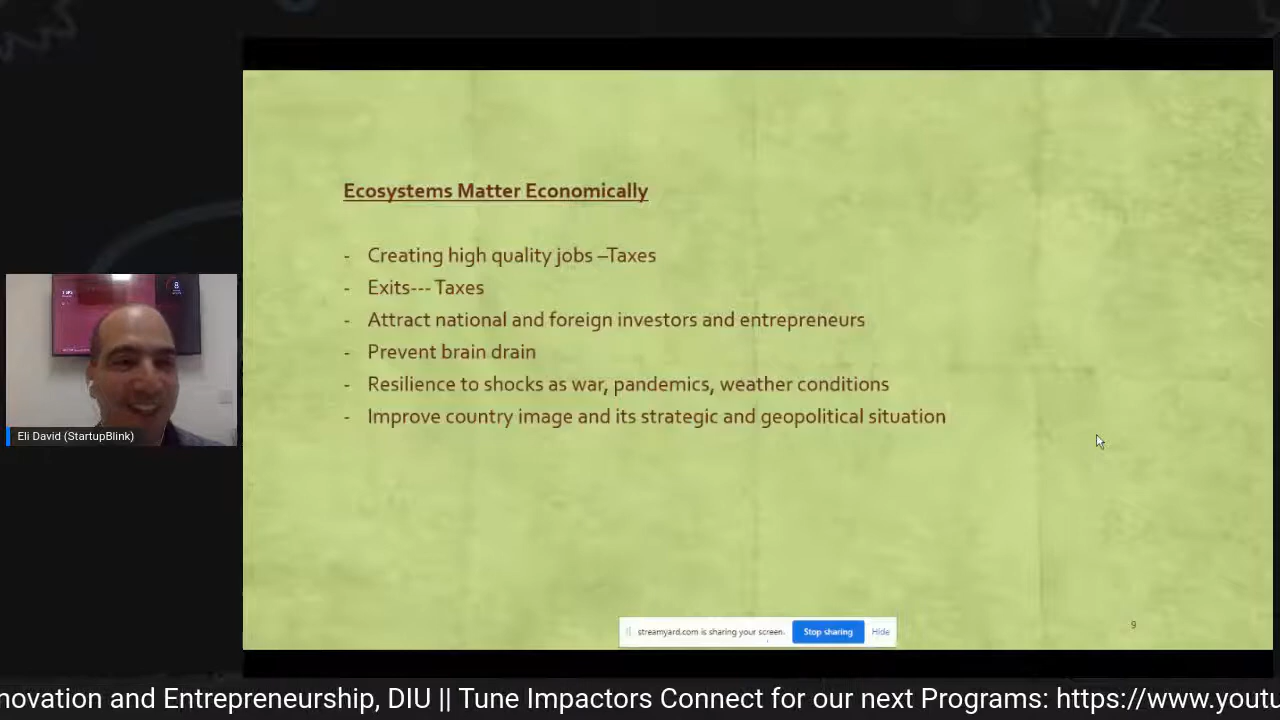 Ecosystems Matter Economically
- Creating high quality jobs –Taxes
- Exits--- Taxes
- Attract national and foreign investors and entrepreneurs
- Prevent brain drain
- Resilience to shocks as war, pandemics, weather conditions
- Improve country image and its strategic and geopolitical situation
Eli David (StartupBlink)
streamyard.com is sharing your screen. Stop sharing Hide
9
novation and Entrepreneurship, DIU || Tune Impactors Connect for our next Programs: https://www.youtu